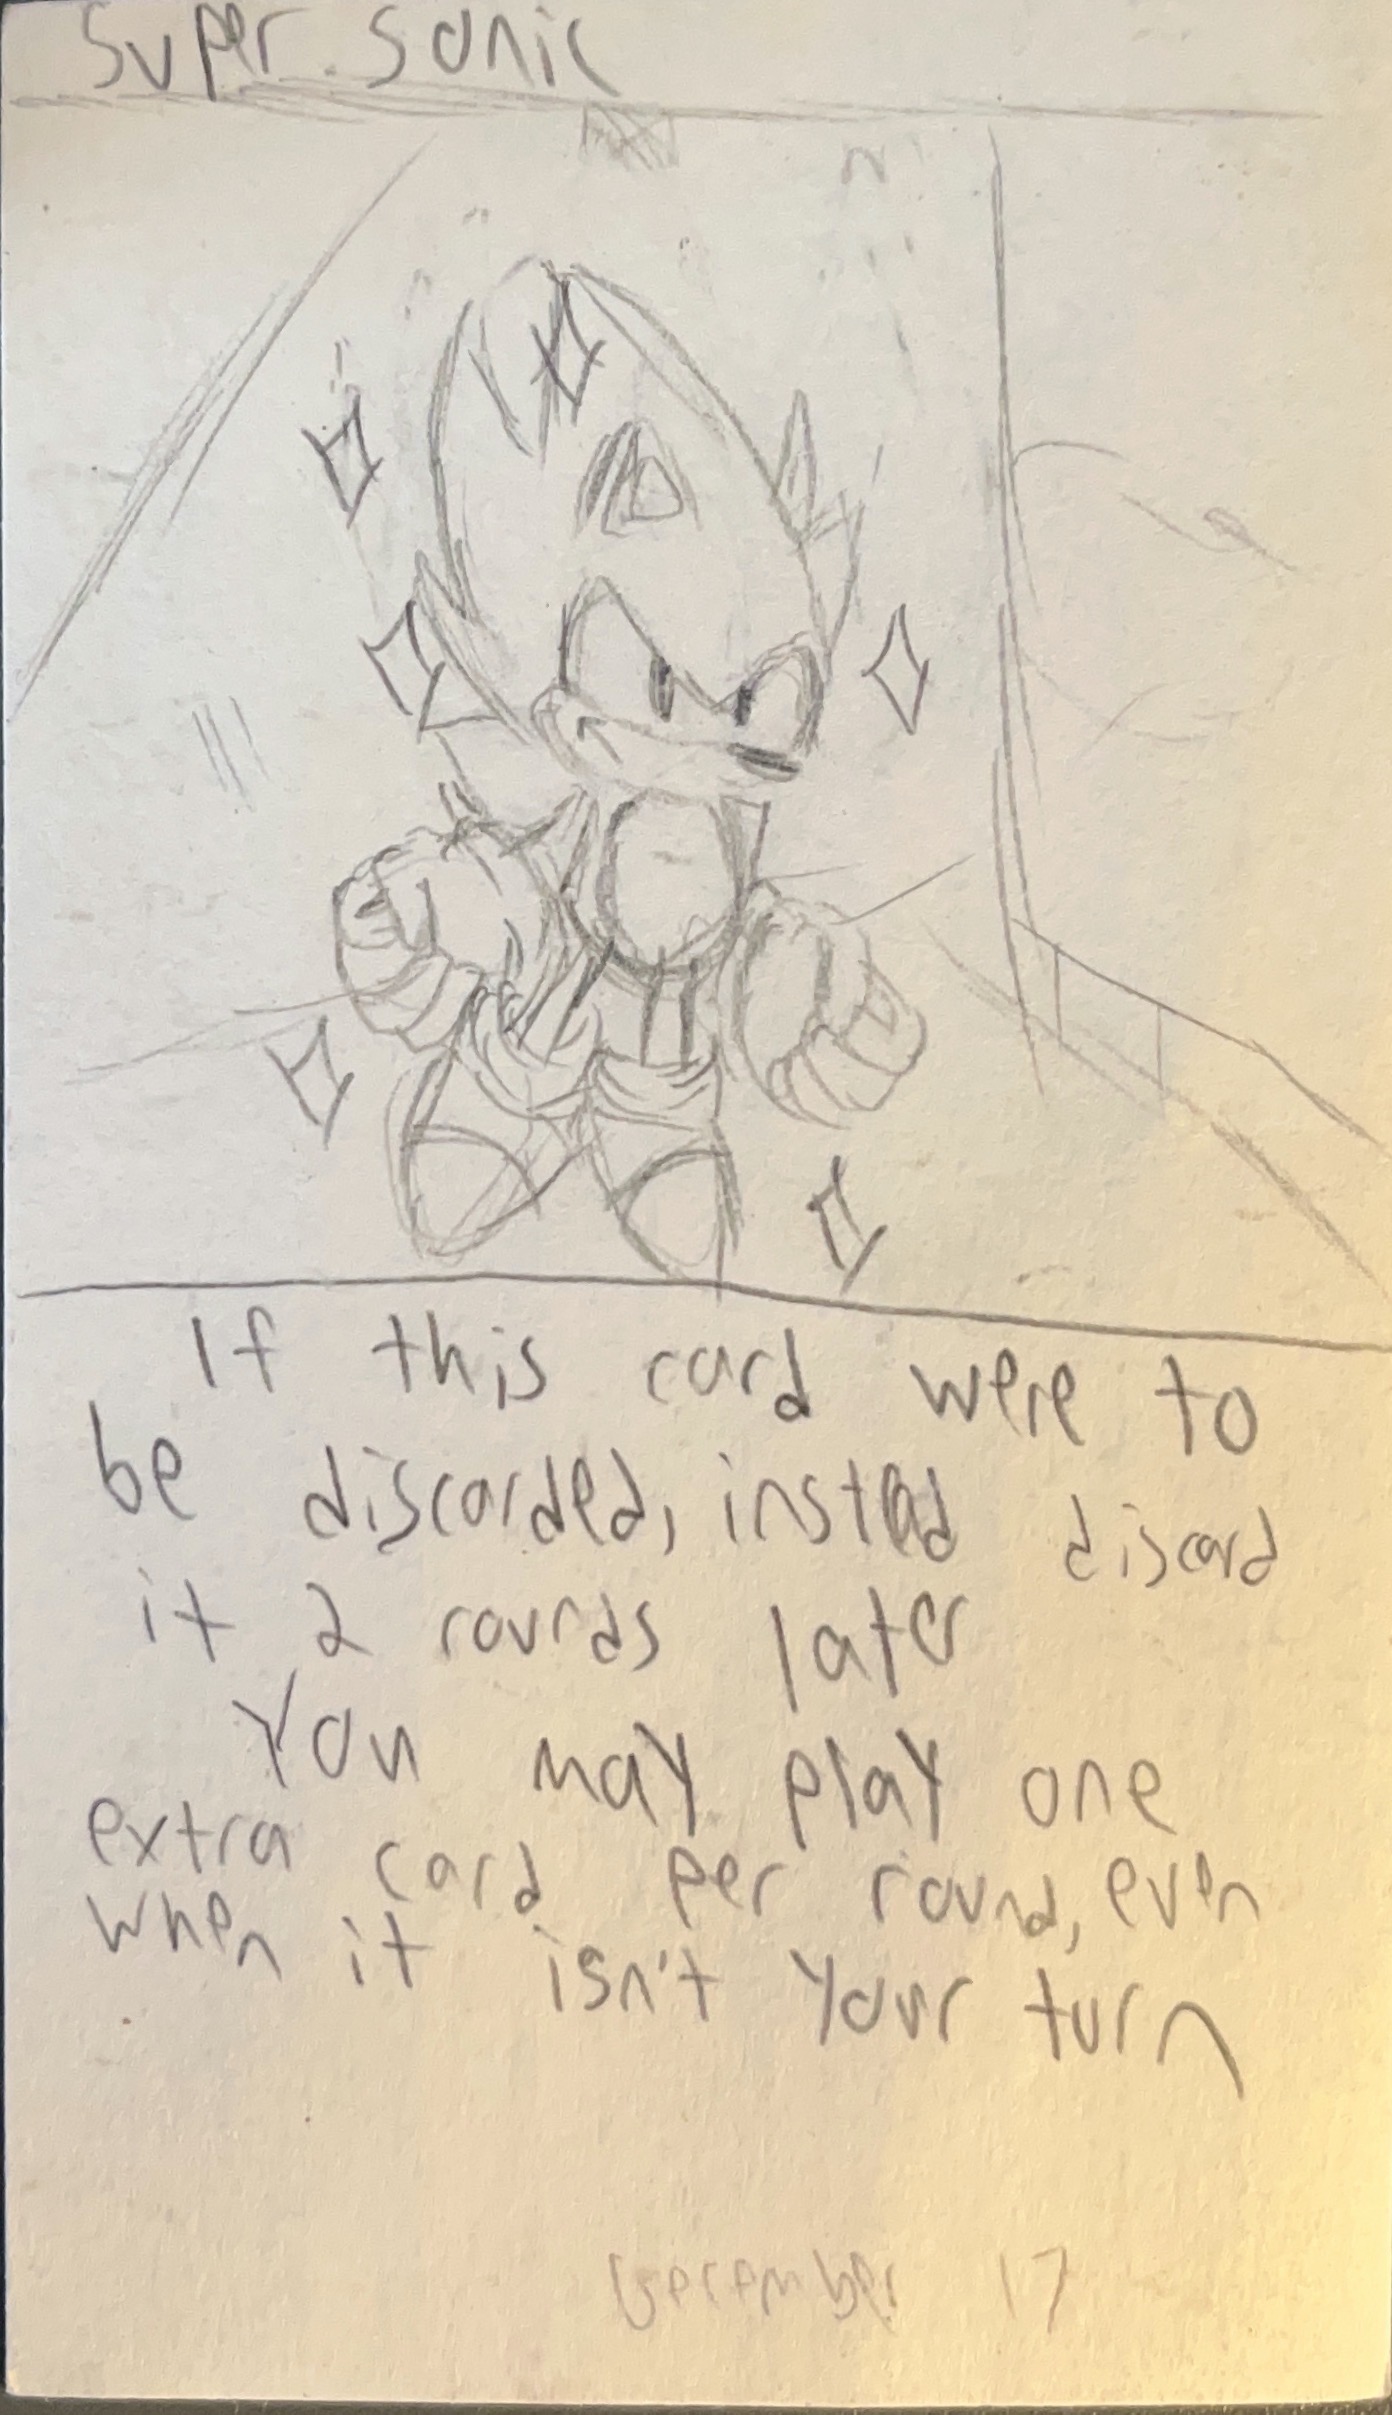 Super Sonic
If this card were to
be discarded, instead discard
it 2 rounds later
You may play one
extra card per round, even
when it isn't your turn
December 17